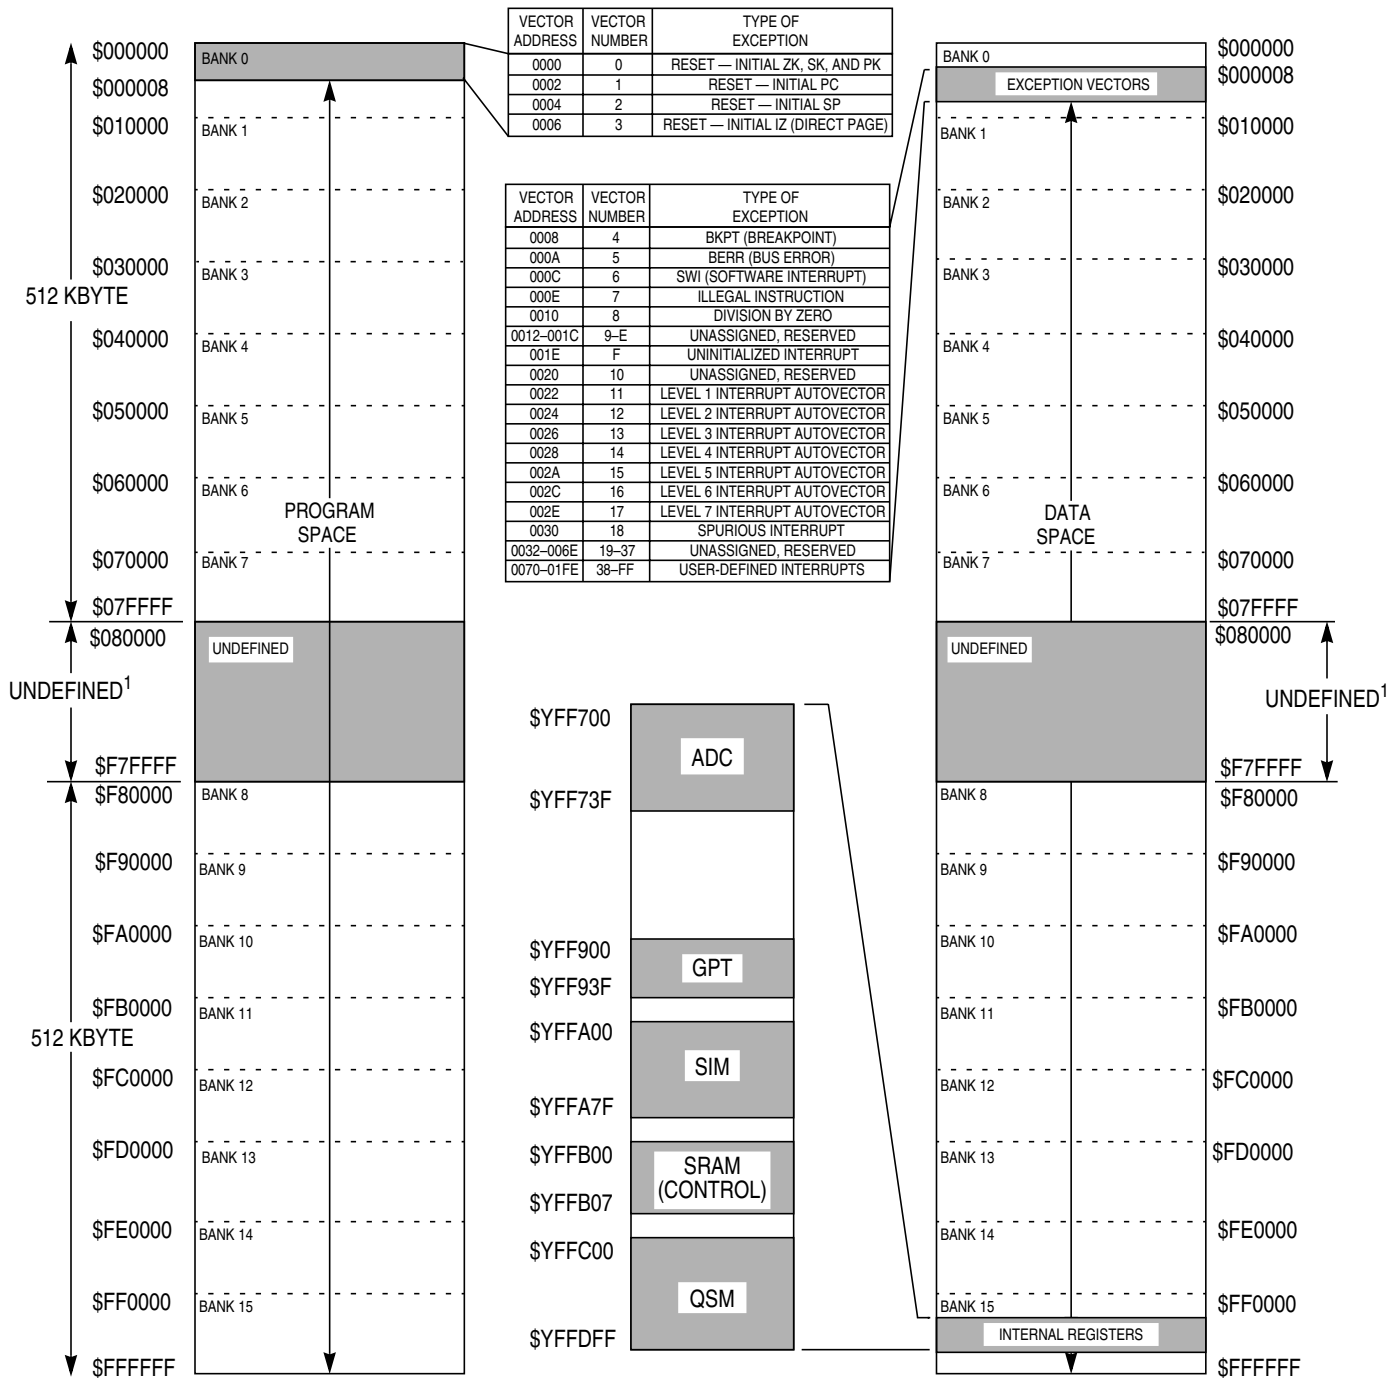 $000000
$000008
$010000
$020000
$030000
512 KBYTE
$040000
$050000
$060000
$070000
$07FFFF
$080000
UNDEFINED1
$F7FFFF
$F80000
$F90000
$FA0000
$FB0000
512 KBYTE
$FC0000
$FD0000
$FE0000
$FF0000
$FFFFFF
BANK 0
BANK 1
BANK 2
BANK 3
BANK 4
BANK 5
BANK 6
PROGRAM
SPACE
BANK 7
UNDEFINED
BANK 8
BANK 9
BANK 10
BANK 11
BANK 12
BANK 13
BANK 14
BANK 15
VECTOR ADDRESS VECTOR NUMBER TYPE OF EXCEPTION
0000 0 RESET — INITIAL ZK, SK, AND PK
0002 1 RESET — INITIAL PC
0004 2 RESET — INITIAL SP
0006 3 RESET — INITIAL IZ (DIRECT PAGE)
VECTOR ADDRESS VECTOR NUMBER TYPE OF EXCEPTION
0008 4 BKPT (BREAKPOINT)
000A 5 BERR (BUS ERROR)
000C 6 SWI (SOFTWARE INTERRUPT)
000E 7 ILLEGAL INSTRUCTION
0010 8 DIVISION BY ZERO
0012–001C 9–E UNASSIGNED, RESERVED
001E F UNINITIALIZED INTERRUPT
0020 10 UNASSIGNED, RESERVED
0022 11 LEVEL 1 INTERRUPT AUTOVECTOR
0024 12 LEVEL 2 INTERRUPT AUTOVECTOR
0026 13 LEVEL 3 INTERRUPT AUTOVECTOR
0028 14 LEVEL 4 INTERRUPT AUTOVECTOR
002A 15 LEVEL 5 INTERRUPT AUTOVECTOR
002C 16 LEVEL 6 INTERRUPT AUTOVECTOR
002E 17 LEVEL 7 INTERRUPT AUTOVECTOR
0030 18 SPURIOUS INTERRUPT
0032–006E 19–37 UNASSIGNED, RESERVED
0070–01FE 38–FF USER-DEFINED INTERRUPTS
$YFF700
ADC
$YFF73F
$YFF900
GPT
$YFF93F
$YFFA00
SIM
$YFFA7F
$YFFB00
SRAM
(CONTROL)
$YFFB07
$YFFC00
QSM
$YFFDFF
BANK 0
EXCEPTION VECTORS
BANK 1
BANK 2
BANK 3
BANK 4
BANK 5
BANK 6
DATA
SPACE
BANK 7
UNDEFINED
BANK 8
BANK 9
BANK 10
BANK 11
BANK 12
BANK 13
BANK 14
BANK 15
INTERNAL REGISTERS
$000000
$000008
$010000
$020000
$030000
$040000
$050000
$060000
$070000
$07FFFF
$080000
UNDEFINED1
$F7FFFF
$F80000
$F90000
$FA0000
$FB0000
$FC0000
$FD0000
$FE0000
$FF0000
$FFFFFF